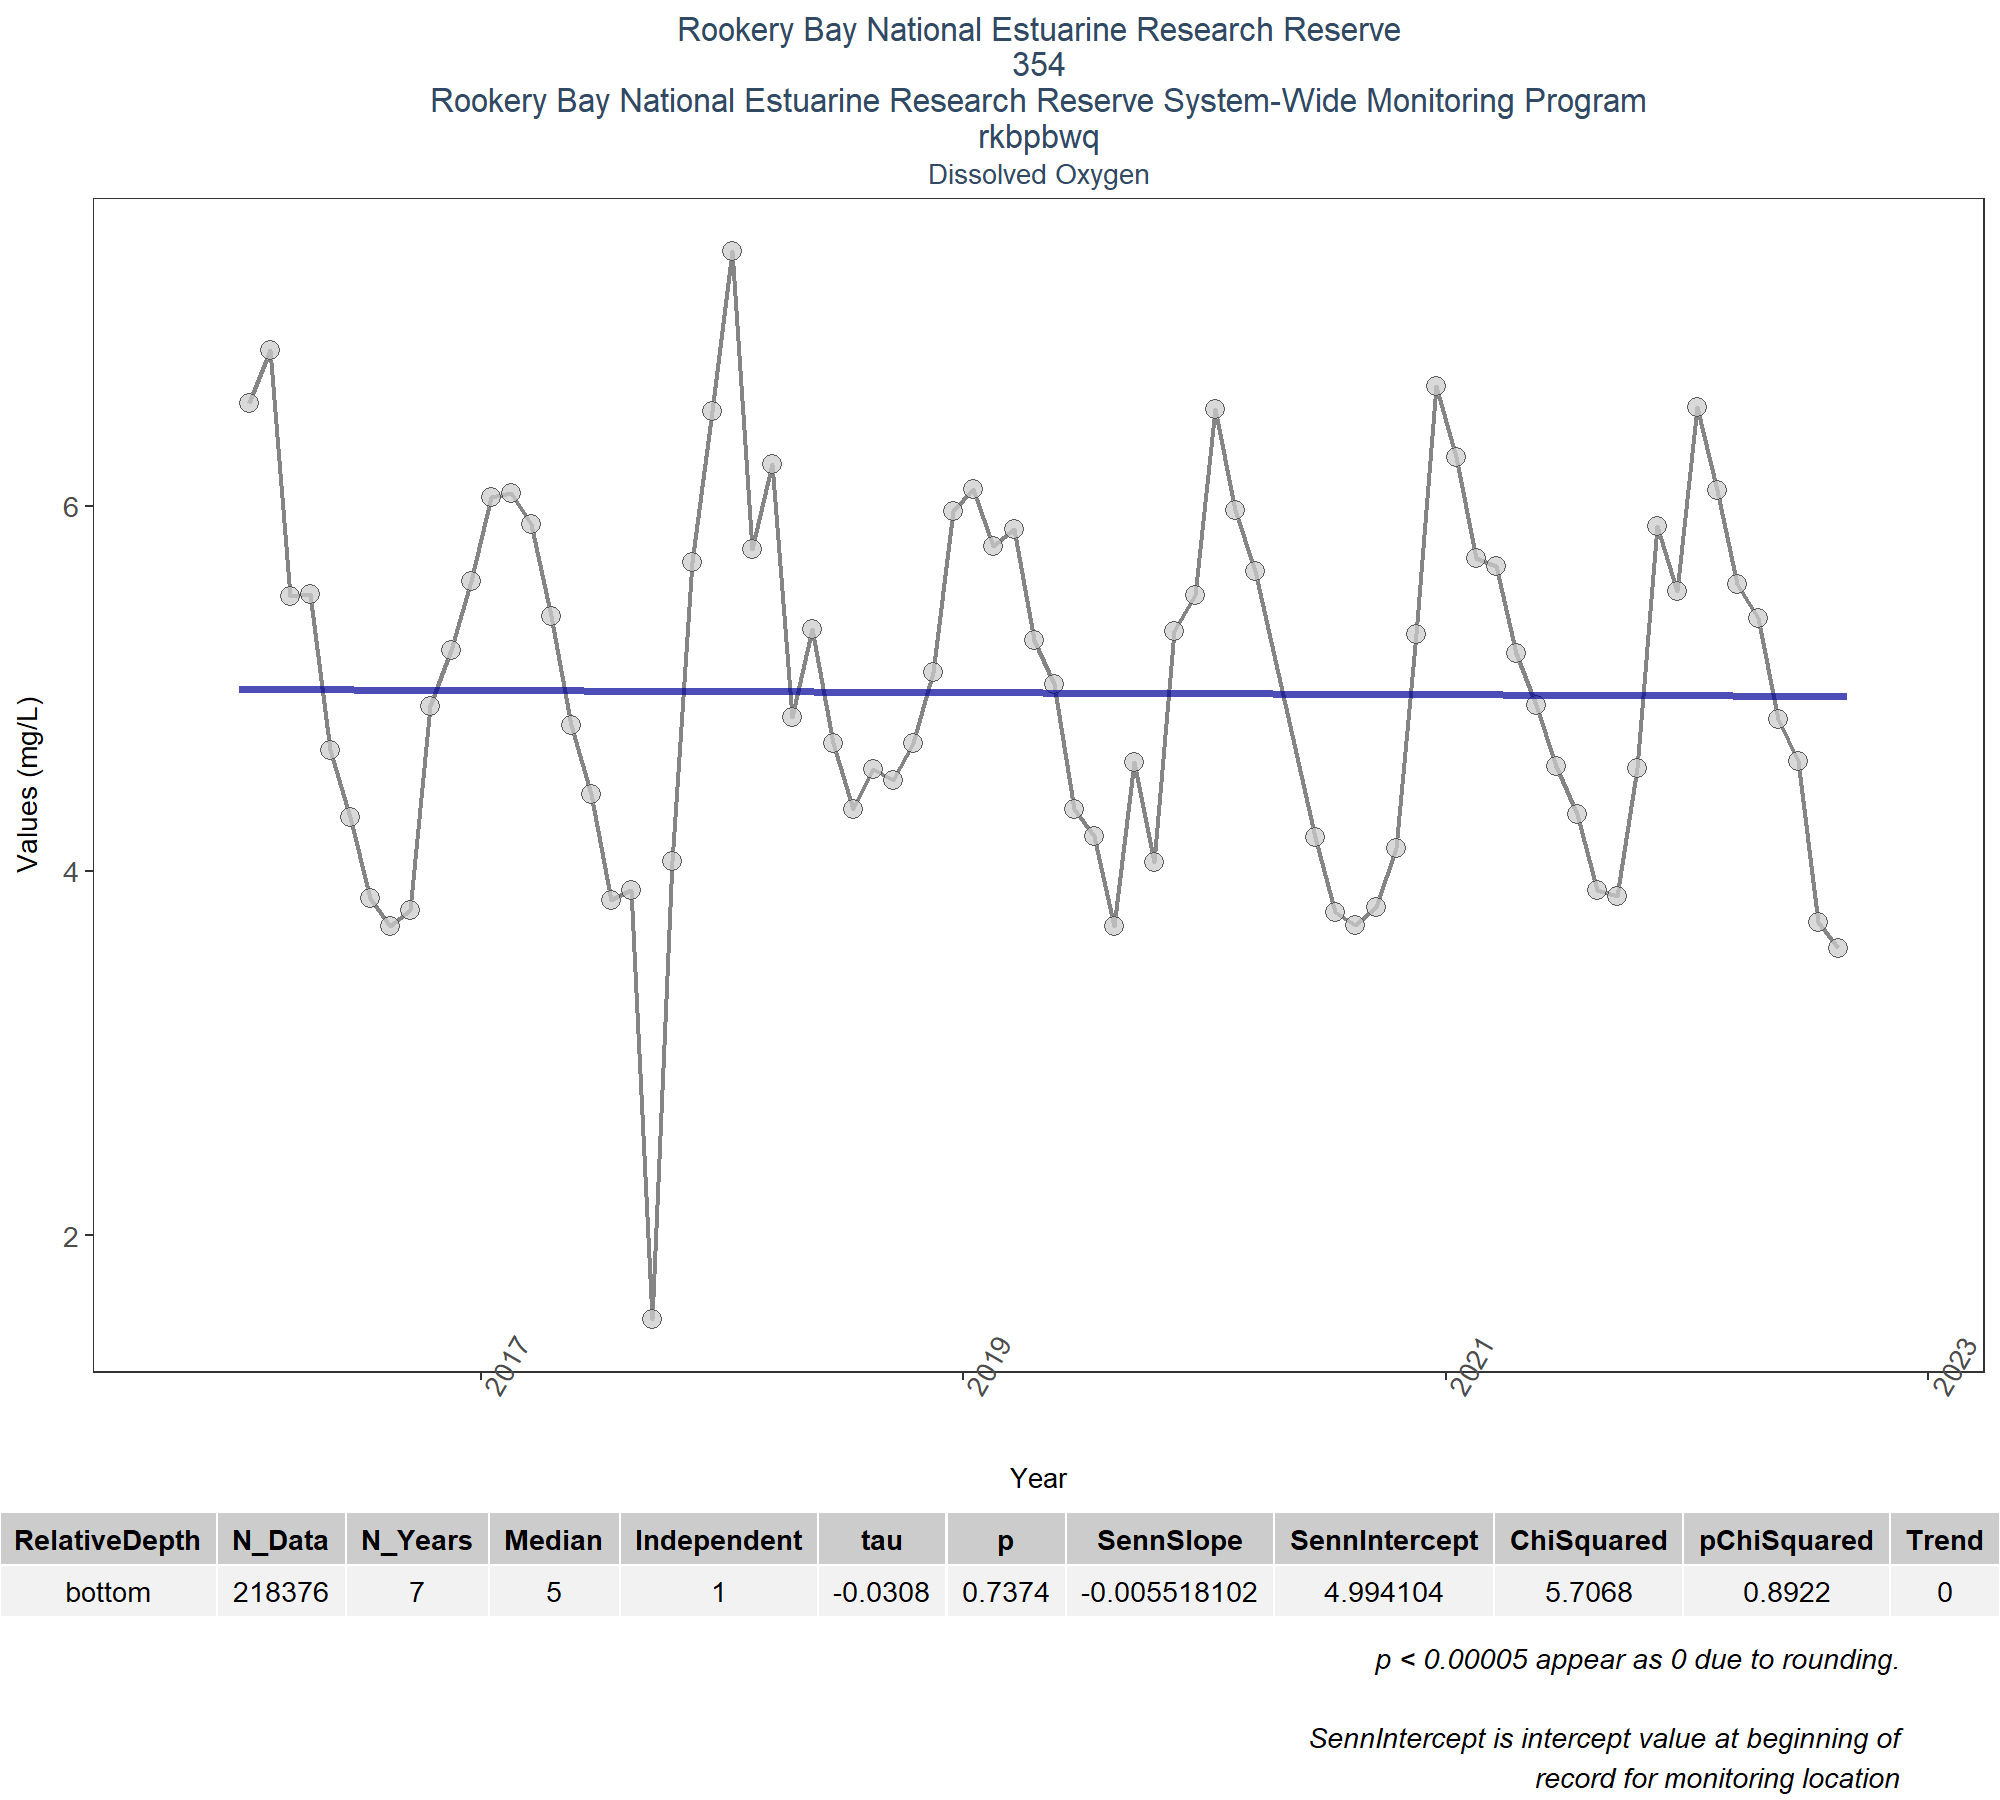 Rookery Bay National Estuarine Research Reserve
354
Rookery Bay National Estuarine Research Reserve System-Wide Monitoring Program
rkbpbwq
Dissolved Oxygen
Values (mg/L)
6
4
2
2017
2019
2021
2023
Year
RelativeDepth N_Data N_Years Median Independent tau p SennSlope SennIntercept ChiSquared pChiSquared Trend
bottom 218376 7 5 1 -0.0308 0.7374 -0.005518102 4.994104 5.7068 0.8922 0
p < 0.00005 appear as 0 due to rounding.
SennIntercept is intercept value at beginning of
record for monitoring location